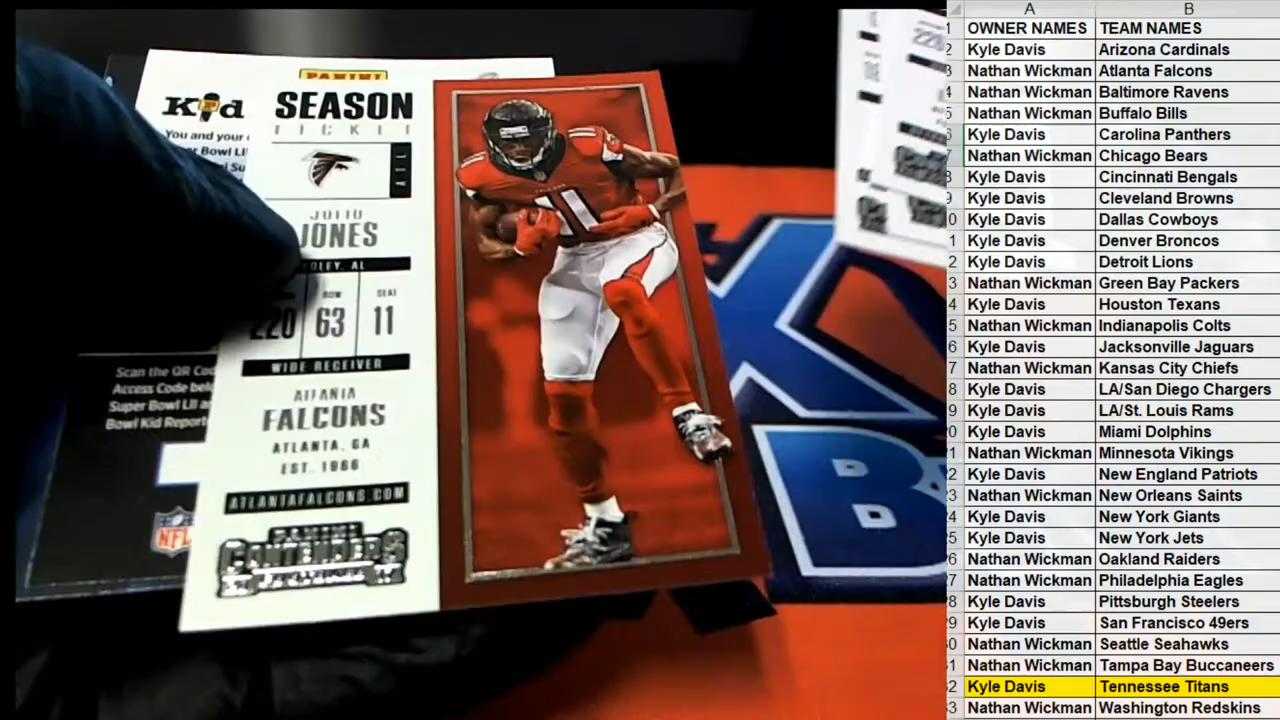 PANINI
SEASON
TICKET
ATL
JULIO
JONES
FOLEY, AL
ROW
SEAT
220
63
11
WIDE RECEIVER
ATLANTA
FALCONS
ATLANTA, GA
EST. 1966
ATLANTAFALCONS.COM
PANINI
CONTENDERS
Kid
You and your
Scan the QR
Access Code
Super Bowl LII
Bowl Kid
NFL
A
B
OWNER NAMES TEAM NAMES
Kyle Davis Arizona Cardinals
Nathan Wickman Atlanta Falcons
Nathan Wickman Baltimore Ravens
Nathan Wickman Buffalo Bills
Kyle Davis Carolina Panthers
Nathan Wickman Chicago Bears
Kyle Davis Cincinnati Bengals
Kyle Davis Cleveland Browns
Kyle Davis Dallas Cowboys
Kyle Davis Denver Broncos
Kyle Davis Detroit Lions
Nathan Wickman Green Bay Packers
Kyle Davis Houston Texans
Nathan Wickman Indianapolis Colts
Kyle Davis Jacksonville Jaguars
Nathan Wickman Kansas City Chiefs
Kyle Davis LA/San Diego Chargers
Kyle Davis LA/St. Louis Rams
Kyle Davis Miami Dolphins
Nathan Wickman Minnesota Vikings
Kyle Davis New England Patriots
Nathan Wickman New Orleans Saints
Kyle Davis New York Giants
Kyle Davis New York Jets
Nathan Wickman Oakland Raiders
Nathan Wickman Philadelphia Eagles
Kyle Davis Pittsburgh Steelers
Kyle Davis San Francisco 49ers
Nathan Wickman Seattle Seahawks
Nathan Wickman Tampa Bay Buccaneers
Kyle Davis Tennessee Titans
Nathan Wickman Washington Redskins